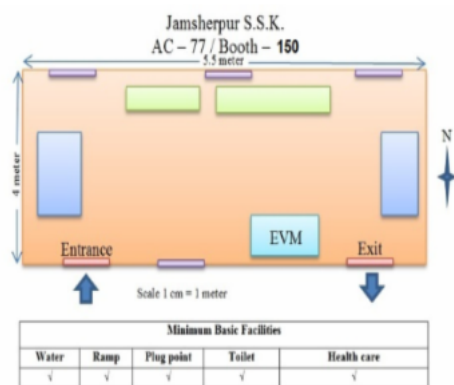 Jamsherpur S.S.K.
AC – 77 / Booth – 150
5.5 meter
4 meter
N
EVM
Entrance
Exit
Scale 1 cm = 1 meter
Minimum Basic Facilities
Water Ramp Plug point Toilet Health care
√ √ √ √ √